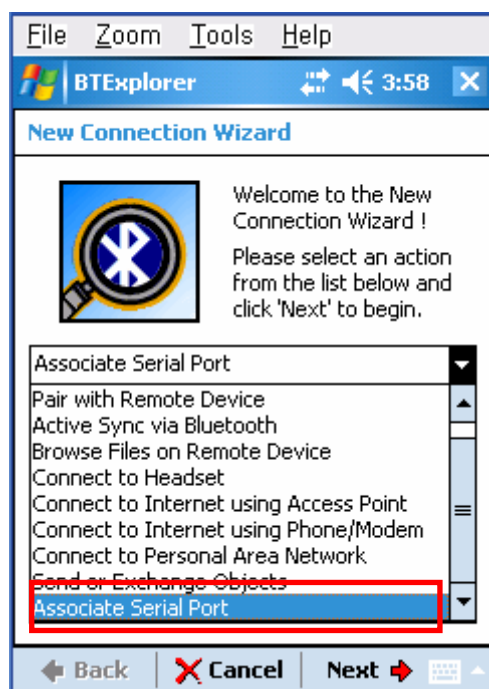 File Zoom Tools Help
BTExplorer 3:58
New Connection Wizard
Welcome to the New
Connection Wizard !
Please select an action
from the list below and
click 'Next' to begin.
Associate Serial Port
Pair with Remote Device
Active Sync via Bluetooth
Browse Files on Remote Device
Connect to Headset
Connect to Internet using Access Point
Connect to Internet using Phone/Modem
Connect to Personal Area Network
Send or Exchange Objects
Associate Serial Port
Back Cancel Next